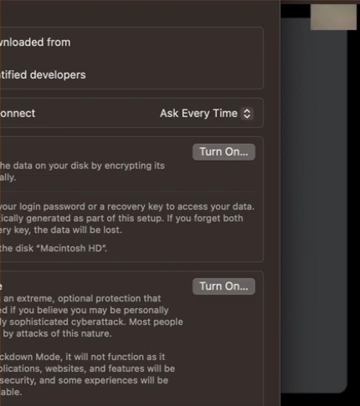 wnloaded from
tified developers
onnect Ask Every Time
Turn On...
he data on your disk by encrypting its
ally.
your login password or a recovery key to access your data.
ically generated as part of this setup. If you forget both
ery key, the data will be lost.
the disk "Macintosh HD".
e Turn On...
an extreme, optional protection that
ed if you believe you may be personally
ly sophisticated cyberattack. Most people
by attacks of this nature.
ckdown Mode, it will not function as it
plications, websites, and features will be
security, and some experiences will be
able.